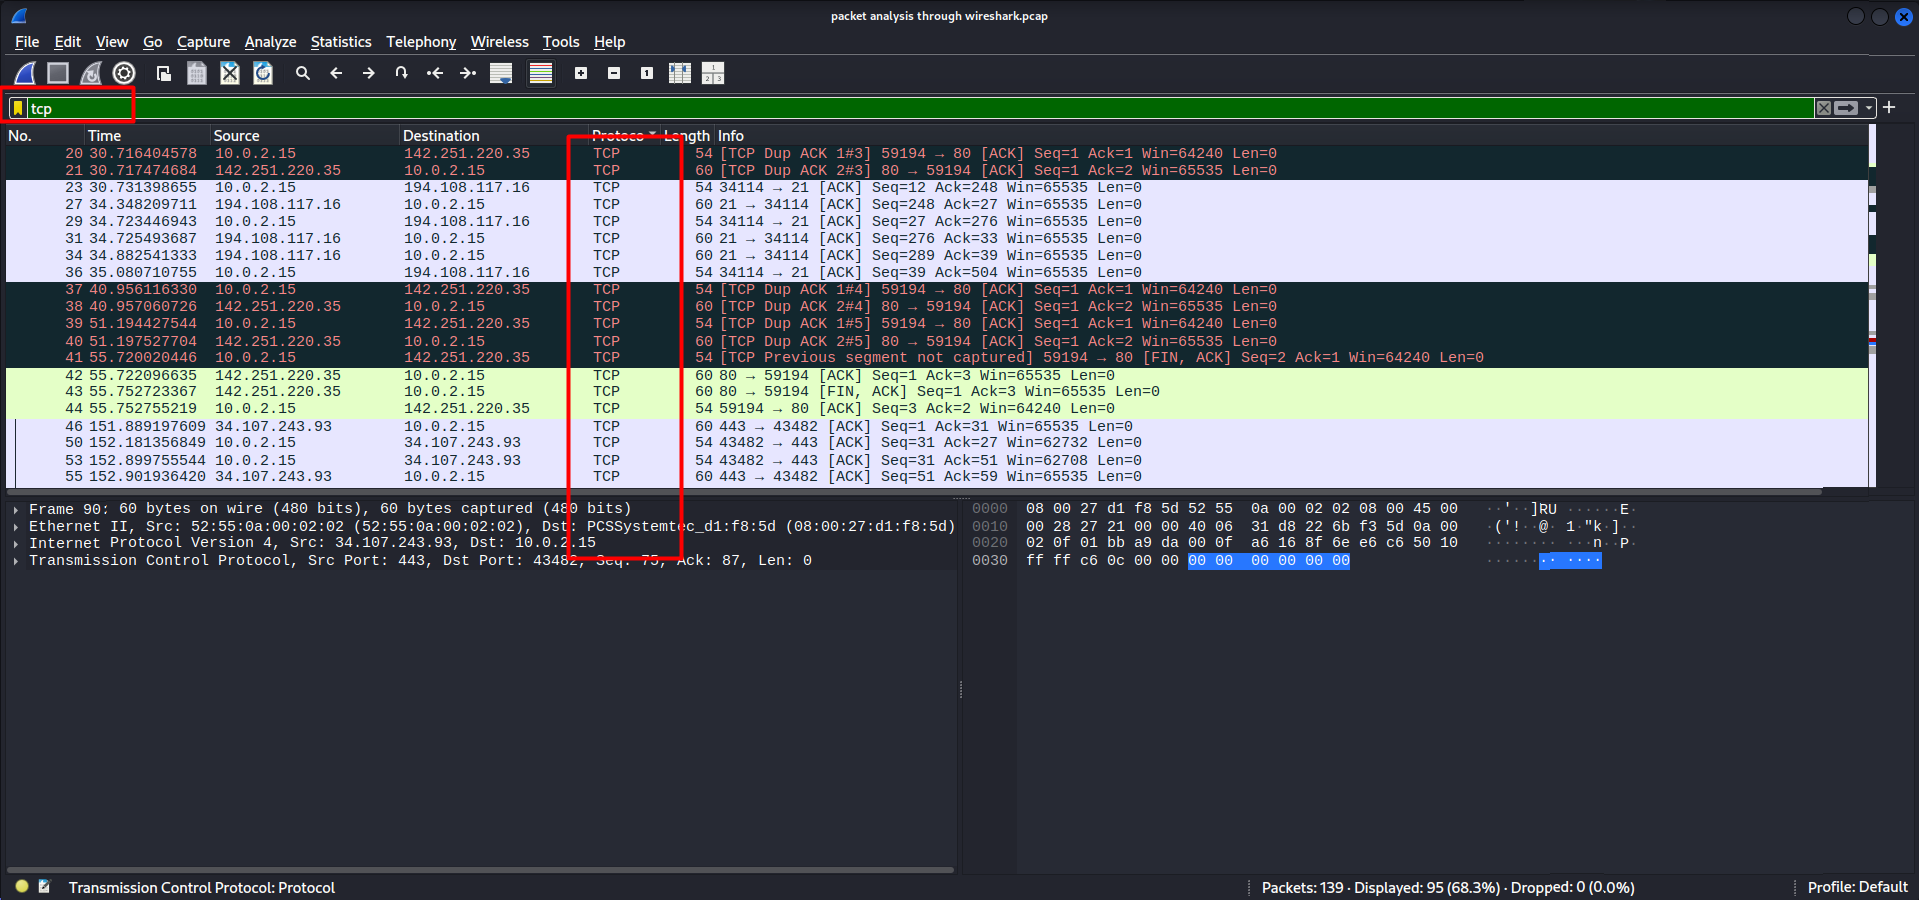 packet analysis through wireshark.pcap
File Edit View Go Capture Analyze Statistics Telephony Wireless Tools Help
tcp
No. Time Source Destination Protoco Length Info
20 30.716404578 10.0.2.15 142.251.220.35 TCP 54 [TCP Dup ACK 1#3] 59194 → 80 [ACK] Seq=1 Ack=1 Win=64240 Len=0
21 30.717474684 142.251.220.35 10.0.2.15 TCP 60 [TCP Dup ACK 2#3] 80 → 59194 [ACK] Seq=1 Ack=2 Win=65535 Len=0
23 30.731398655 10.0.2.15 194.108.117.16 TCP 54 34114 → 21 [ACK] Seq=12 Ack=248 Win=65535 Len=0
27 34.348209711 194.108.117.16 10.0.2.15 TCP 60 21 → 34114 [ACK] Seq=248 Ack=27 Win=65535 Len=0
29 34.723446943 10.0.2.15 194.108.117.16 TCP 54 34114 → 21 [ACK] Seq=27 Ack=276 Win=65535 Len=0
31 34.725493687 194.108.117.16 10.0.2.15 TCP 60 21 → 34114 [ACK] Seq=276 Ack=33 Win=65535 Len=0
34 34.882541333 194.108.117.16 10.0.2.15 TCP 60 21 → 34114 [ACK] Seq=289 Ack=39 Win=65535 Len=0
36 35.080710755 10.0.2.15 194.108.117.16 TCP 54 34114 → 21 [ACK] Seq=39 Ack=504 Win=65535 Len=0
37 40.956116330 10.0.2.15 142.251.220.35 TCP 54 [TCP Dup ACK 1#4] 59194 → 80 [ACK] Seq=1 Ack=1 Win=64240 Len=0
38 40.957060726 142.251.220.35 10.0.2.15 TCP 60 [TCP Dup ACK 2#4] 80 → 59194 [ACK] Seq=1 Ack=2 Win=65535 Len=0
39 51.194427544 10.0.2.15 142.251.220.35 TCP 54 [TCP Dup ACK 1#5] 59194 → 80 [ACK] Seq=1 Ack=1 Win=64240 Len=0
40 51.197527704 142.251.220.35 10.0.2.15 TCP 60 [TCP Dup ACK 2#5] 80 → 59194 [ACK] Seq=1 Ack=2 Win=65535 Len=0
41 55.720020446 10.0.2.15 142.251.220.35 TCP 54 [TCP Previous segment not captured] 59194 → 80 [FIN, ACK] Seq=2 Ack=1 Win=64240 Len=0
42 55.722096635 142.251.220.35 10.0.2.15 TCP 60 80 → 59194 [ACK] Seq=1 Ack=3 Win=65535 Len=0
43 55.752723367 142.251.220.35 10.0.2.15 TCP 60 80 → 59194 [FIN, ACK] Seq=1 Ack=3 Win=65535 Len=0
44 55.752755219 10.0.2.15 142.251.220.35 TCP 54 59194 → 80 [ACK] Seq=3 Ack=2 Win=64240 Len=0
46 151.889197609 34.107.243.93 10.0.2.15 TCP 60 443 → 43482 [ACK] Seq=1 Ack=31 Win=65535 Len=0
50 152.181356849 10.0.2.15 34.107.243.93 TCP 54 43482 → 443 [ACK] Seq=31 Ack=27 Win=62732 Len=0
53 152.899755544 10.0.2.15 34.107.243.93 TCP 54 43482 → 443 [ACK] Seq=31 Ack=51 Win=62708 Len=0
55 152.901936420 34.107.243.93 10.0.2.15 TCP 60 443 → 43482 [ACK] Seq=51 Ack=59 Win=65535 Len=0
Frame 90: 60 bytes on wire (480 bits), 60 bytes captured (480 bits)
Ethernet II, Src: 52:55:0a:00:02:02 (52:55:0a:00:02:02), Dst: PCSSystemtec_d1:f8:5d (08:00:27:d1:f8:5d)
Internet Protocol Version 4, Src: 34.107.243.93, Dst: 10.0.2.15
Transmission Control Protocol, Src Port: 443, Dst Port: 43482, Seq: 75, Ack: 87, Len: 0
0000 08 00 27 d1 f8 5d 52 55 0a 00 02 02 08 00 45 00 ··'··]RU ······E·
0010 00 28 27 21 00 00 40 06 31 d8 22 6b f3 5d 0a 00 ·('!··@· 1·"k·]··
0020 02 0f 01 bb a9 da 00 0f a6 16 8f 6e e6 c6 50 10 ········ ···n··P·
0030 ff ff c6 0c 00 00 00 00 00 00 00 00 ········ ····
Transmission Control Protocol: Protocol
Packets: 139 · Displayed: 95 (68.3%) · Dropped: 0 (0.0%)
Profile: Default